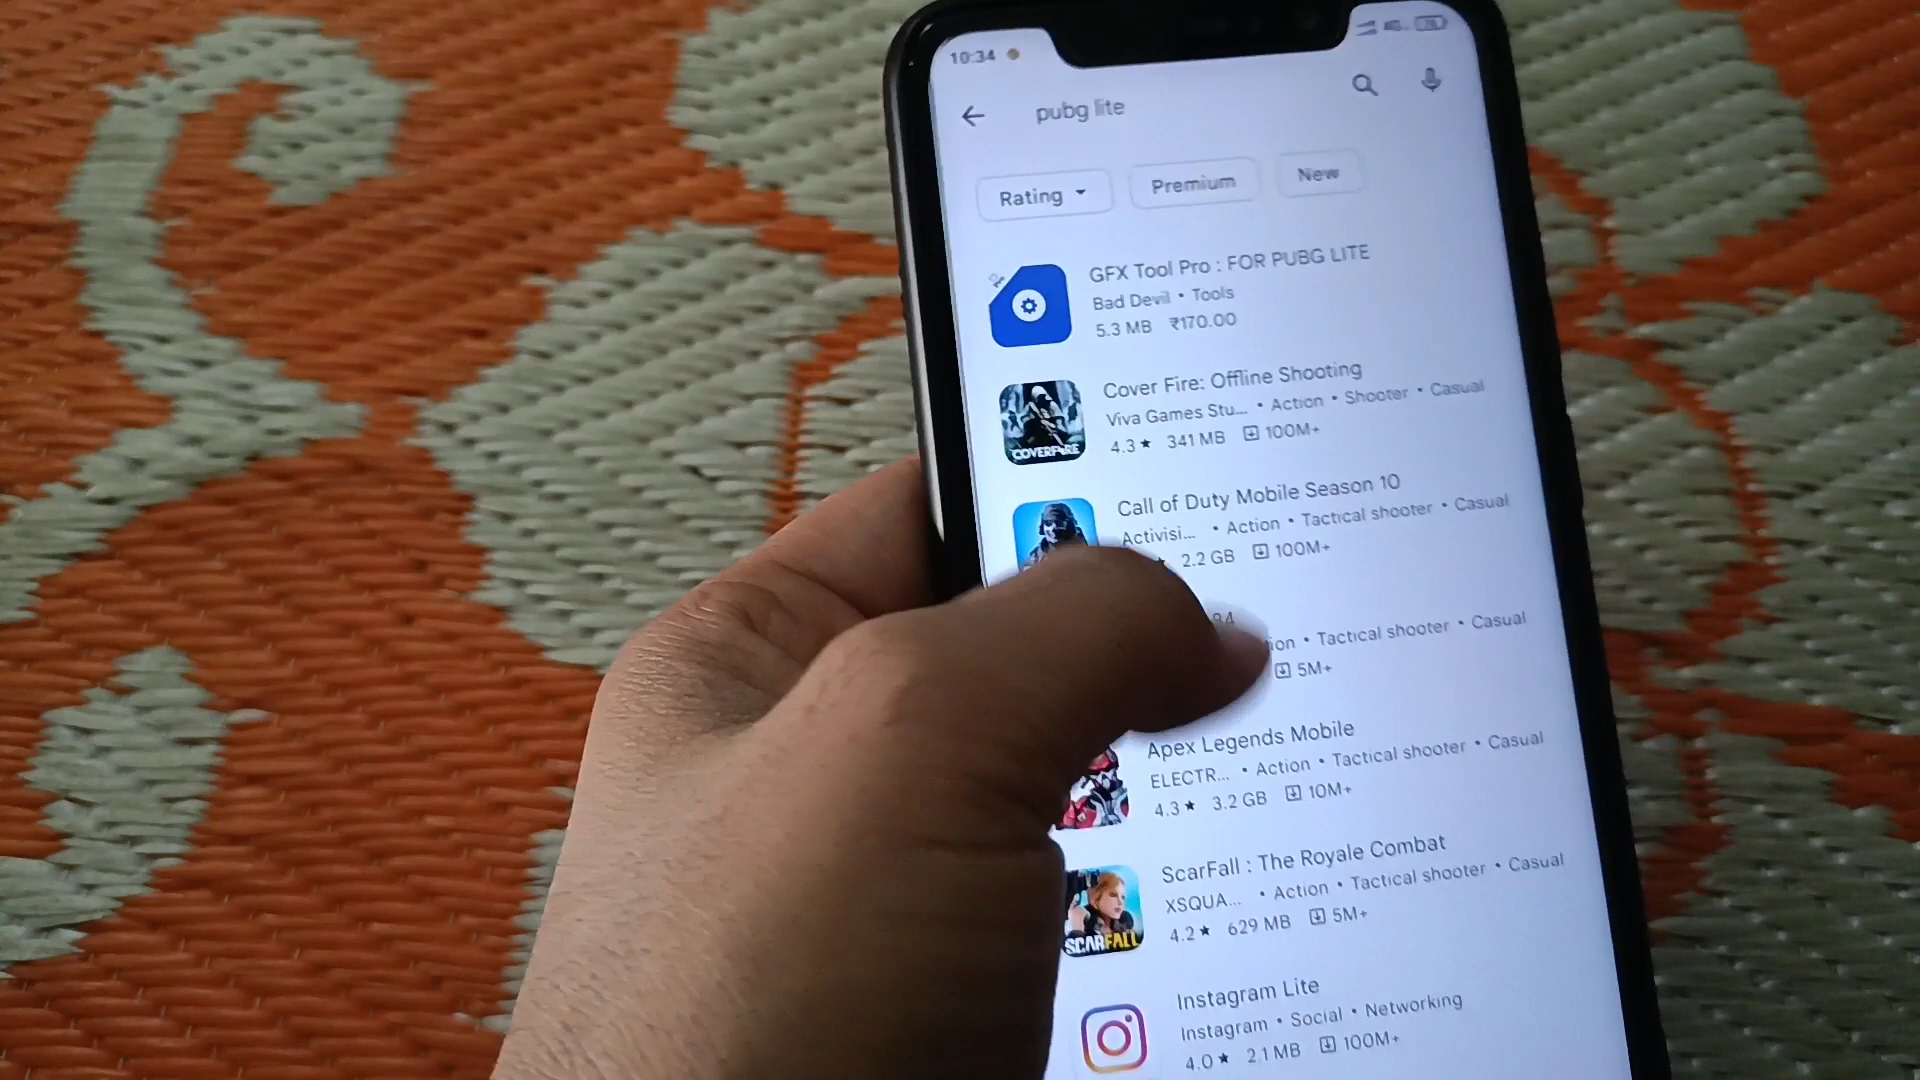 10:34
pubg lite
Rating
Premium
New
GFX Tool Pro : FOR PUBG LITE
Bad Devil • Tools
5.3 MB ₹170.00
Cover Fire: Offline Shooting
Viva Games Stu... • Action • Shooter • Casual
4.3★ 341 MB 100M+
COVERFIRE
Call of Duty Mobile Season 10
Activisi... • Action • Tactical shooter • Casual
2.2 GB 100M+
• Tactical shooter • Casual
5M+
Apex Legends Mobile
ELECTR... • Action • Tactical shooter • Casual
4.3★ 3.2 GB 10M+
ScarFall : The Royale Combat
XSQUA... • Action • Tactical shooter • Casual
4.2★ 629 MB 5M+
SCARFALL
Instagram Lite
Instagram • Social • Networking
4.0★ 2.1 MB 100M+